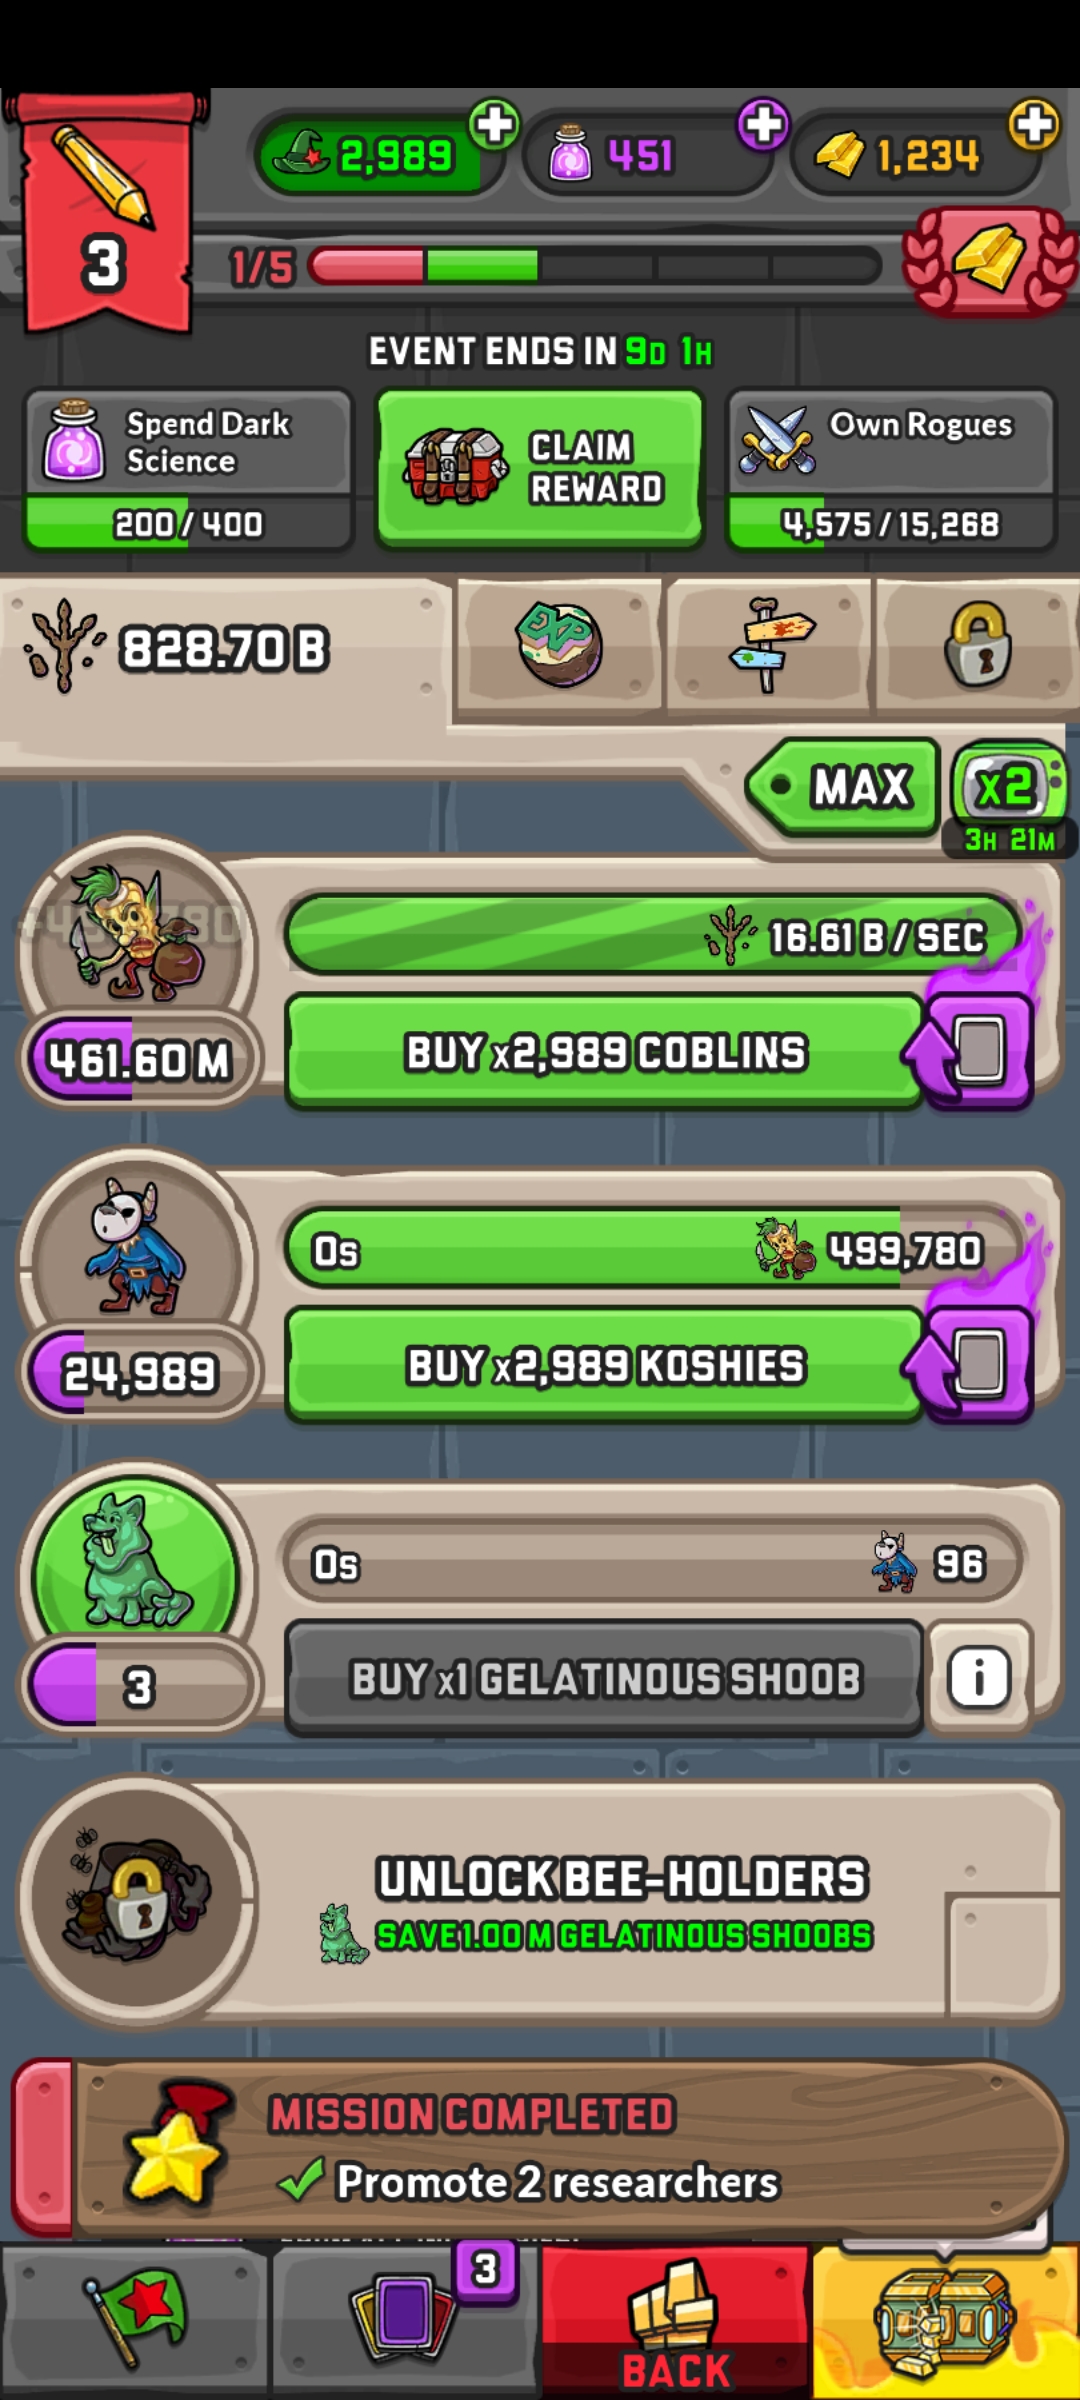 2,989
451
1,234
3
1/5
EVENT ENDS IN 9D 1H
Spend Dark
Science
200 / 400
CLAIM
REWARD
Own Rogues
4,575 / 15,268
828.70 B
EXP
MAX
x2
3H 21M
16.61 B / SEC
461.60 M
BUY x2,989 COBLINS
0s
499,780
24,989
BUY x2,989 KOSHIES
0s
96
3
BUY x1 GELATINOUS SHOOB
i
UNLOCK BEE-HOLDERS
SAVE 1.00 M GELATINOUS SHOOBS
MISSION COMPLETED
Promote 2 researchers
3
BACK